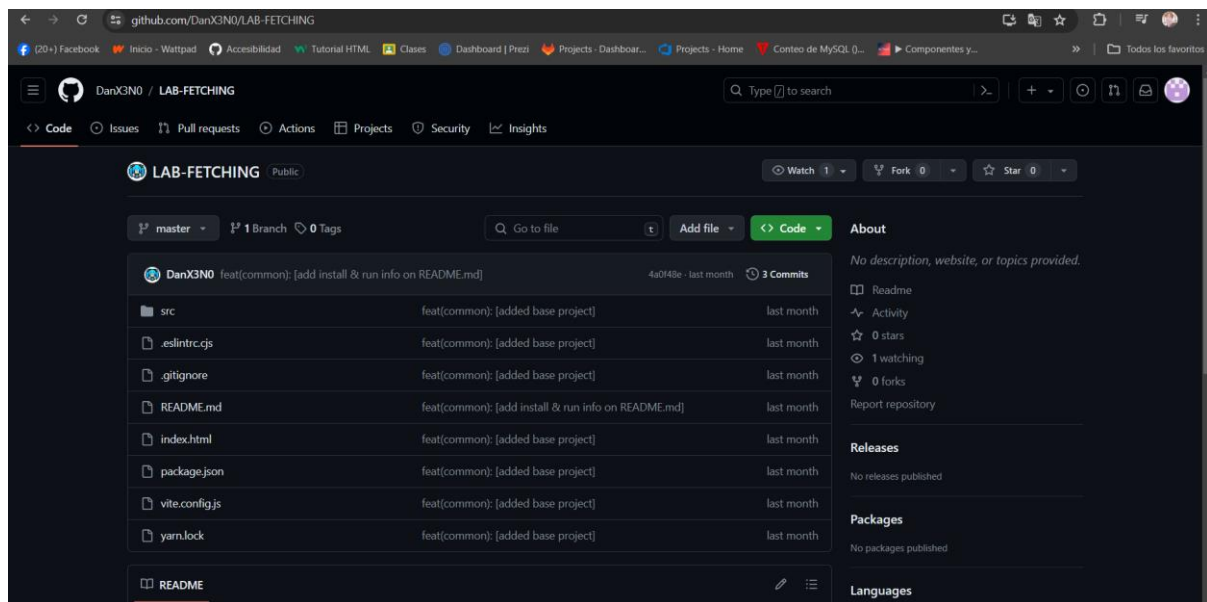 github.com/DanX3N0/LAB-FETCHING
(20+) Facebook Inicio - Wattpad Accesibilidad Tutorial HTML Clases Dashboard | Prezi Projects - Dashboar... Projects - Home Conteo de MySQL ()... ► Componentes y... » Todos los favoritos
DanX3N0 / LAB-FETCHING Type / to search
<> Code Issues Pull requests Actions Projects Security Insights
LAB-FETCHING Public Watch 1 Fork 0 Star 0
master 1 Branch 0 Tags Go to file t Add file <> Code About
DanX3N0 feat(common): [add install & run info on README.md] 4a0f48e · last month 3 Commits
No description, website, or topics provided.
src feat(common): [added base project] last month
.eslintrc.cjs feat(common): [added base project] last month
.gitignore feat(common): [added base project] last month
README.md feat(common): [add install & run info on README.md] last month
index.html feat(common): [added base project] last month
package.json feat(common): [added base project] last month
vite.config.js feat(common): [added base project] last month
yarn.lock feat(common): [added base project] last month
README
Readme
Activity
0 stars
1 watching
0 forks
Report repository
Releases
No releases published
Packages
No packages published
Languages